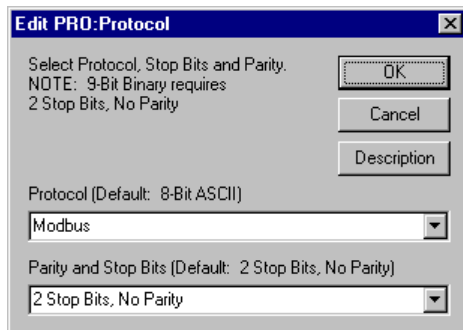 Edit PRO:Protocol
Select Protocol, Stop Bits and Parity.
NOTE:  9-Bit Binary requires
2 Stop Bits, No Parity
OK
Cancel
Description
Protocol (Default:  8-Bit ASCII)
Modbus
Parity and Stop Bits (Default:  2 Stop Bits, No Parity)
2 Stop Bits, No Parity